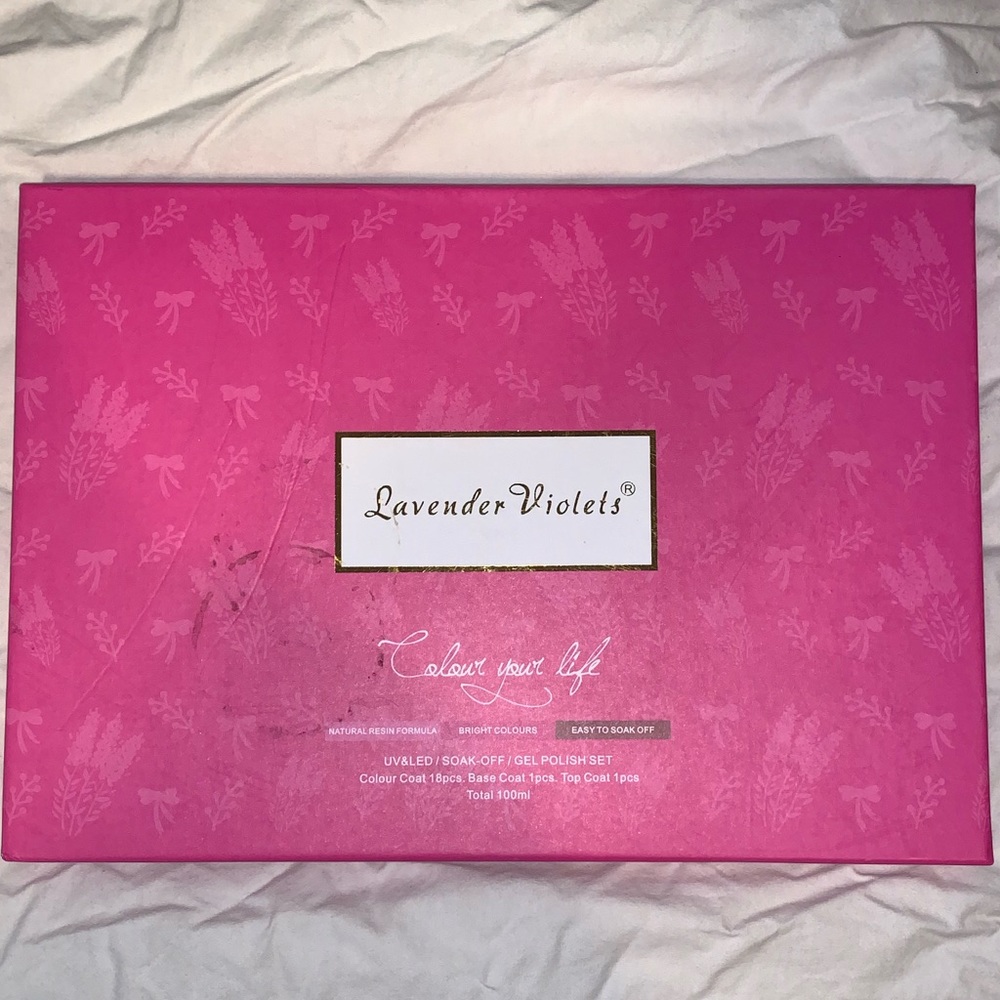 Lavender Violets®
Colour your life
NATURAL RESIN FORMULA BRIGHT COLOURS EASY TO SOAK OFF
UV&LED / SOAK-OFF / GEL POLISH SET
Colour Coat 18pcs. Base Coat 1pcs. Top Coat 1pcs
Total 100ml